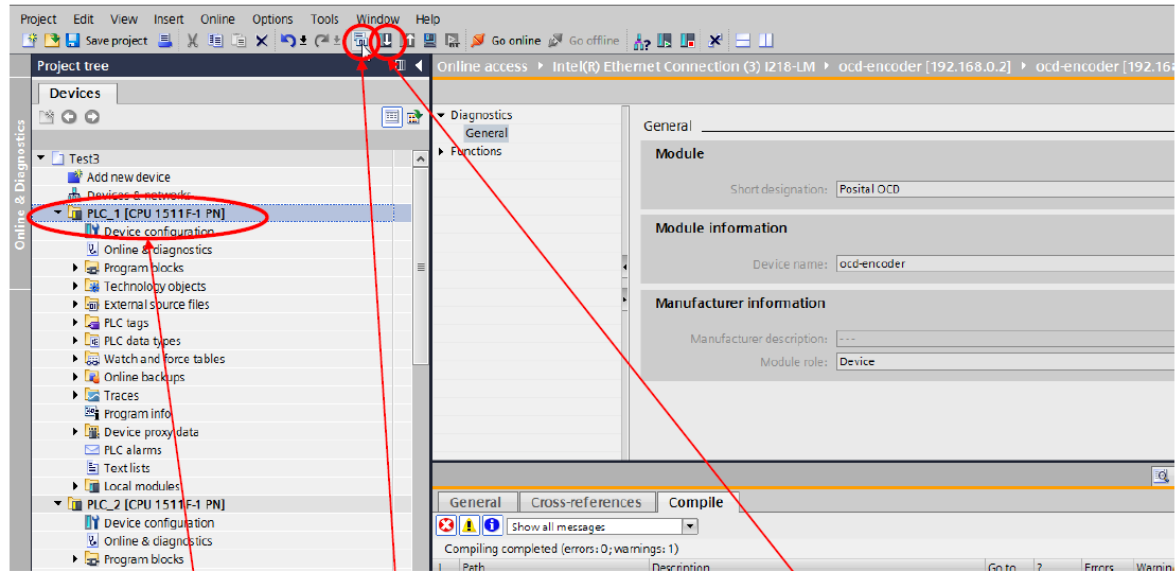 Project Edit View Insert Online Options Tools Window Help
Save project Go online Go offline
Project tree
Online access Intel(R) Ethernet Connection (3) I218-LM ocd-encoder [192.168.0.2] ocd-encoder [192.16
Devices
Online & Diagnostics
Diagnostics
General
Functions
General
Module
Short designation: Posital OCD
Module information
Device name: ocd-encoder
Manufacturer information
Manufacturer description: ---
Module role: Device
Test3
Add new device
Devices & networks
PLC_1 [CPU 1511F-1 PN]
Device configuration
Online & diagnostics
Program blocks
Technology objects
External source files
PLC tags
PLC data types
Watch and force tables
Online backups
Traces
Program info
Device proxy data
PLC alarms
Text lists
Local modules
PLC_2 [CPU 1511F-1 PN]
Device configuration
Online & diagnostics
Program blocks
General Cross-references Compile
Show all messages
Compiling completed (errors: 0; warnings: 1)
! Path Description Go to ? Errors Warnin